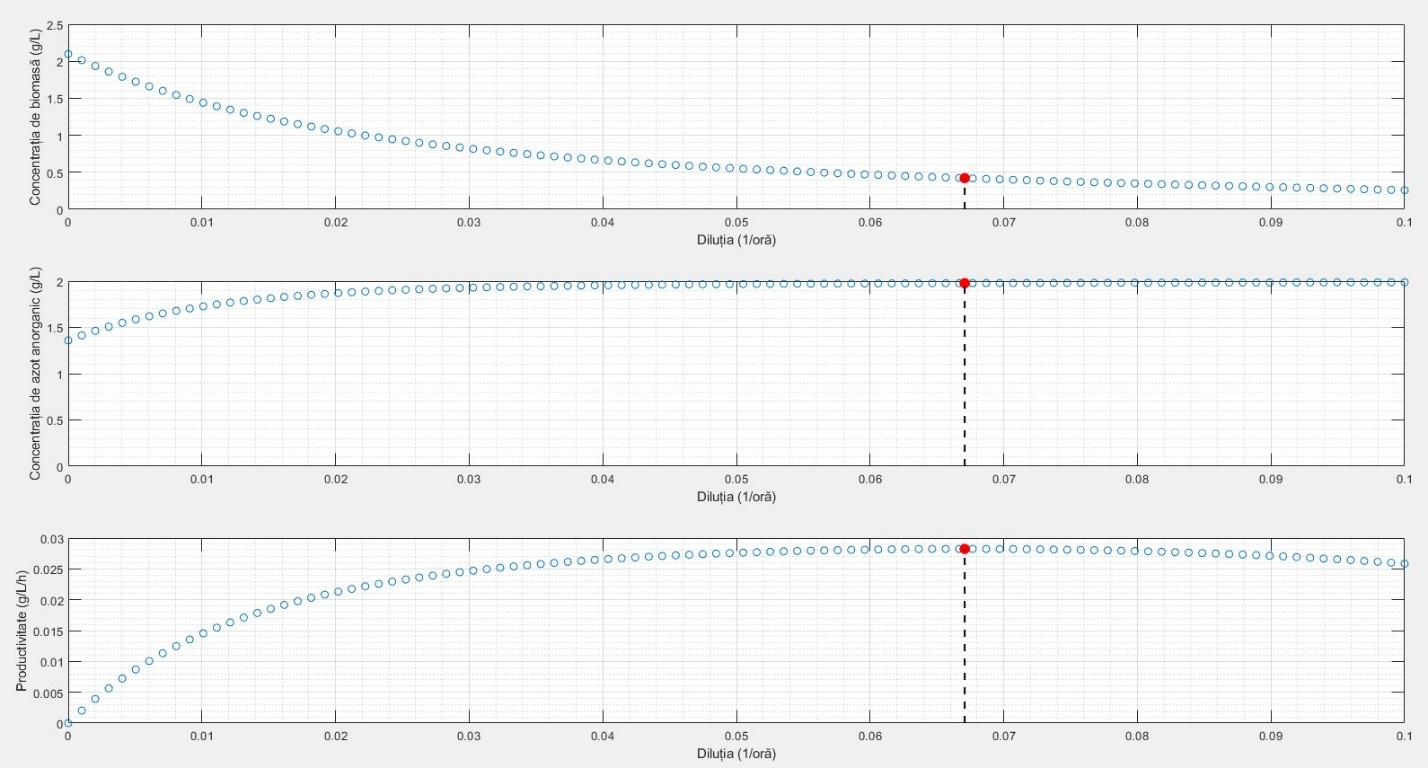 Concentrația de biomasă (g/L)
2.5
2
1.5
1
0.5
0
0 0.01 0.02 0.03 0.04 0.05 0.06 0.07 0.08 0.09 0.1
Diluția (1/oră)
Concentrația de azot anorganic (g/L)
2
1.5
1
0.5
0
0 0.01 0.02 0.03 0.04 0.05 0.06 0.07 0.08 0.09 0.1
Diluția (1/oră)
Productivitate (g/L/h)
0.03
0.025
0.02
0.015
0.01
0.005
0
0 0.01 0.02 0.03 0.04 0.05 0.06 0.07 0.08 0.09 0.1
Diluția (1/oră)